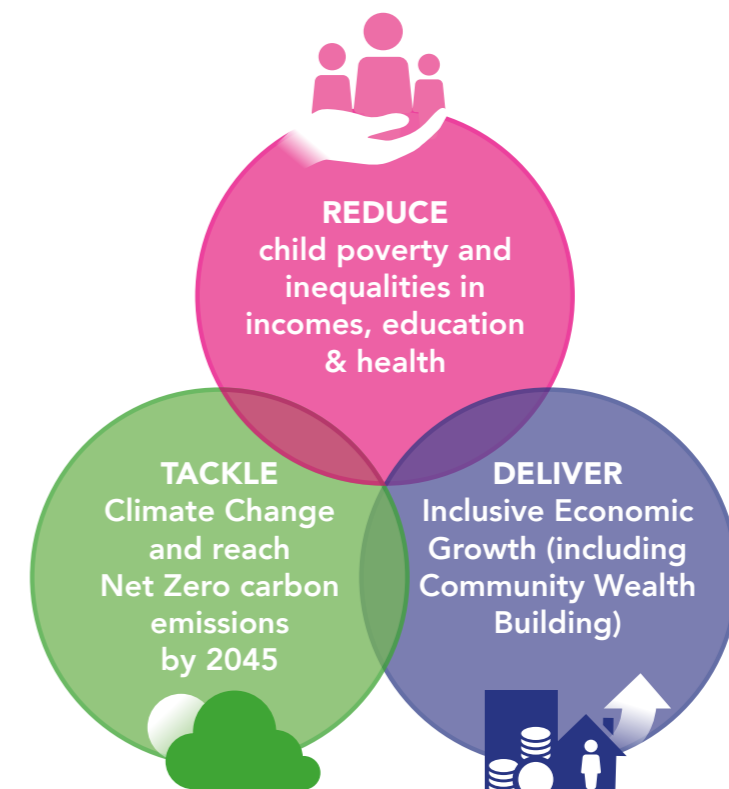 REDUCE
child poverty and
inequalities in
incomes, education
& health
TACKLE
Climate Change
and reach
Net Zero carbon
emissions
by 2045
DELIVER
Inclusive Economic
Growth (including
Community Wealth
Building)